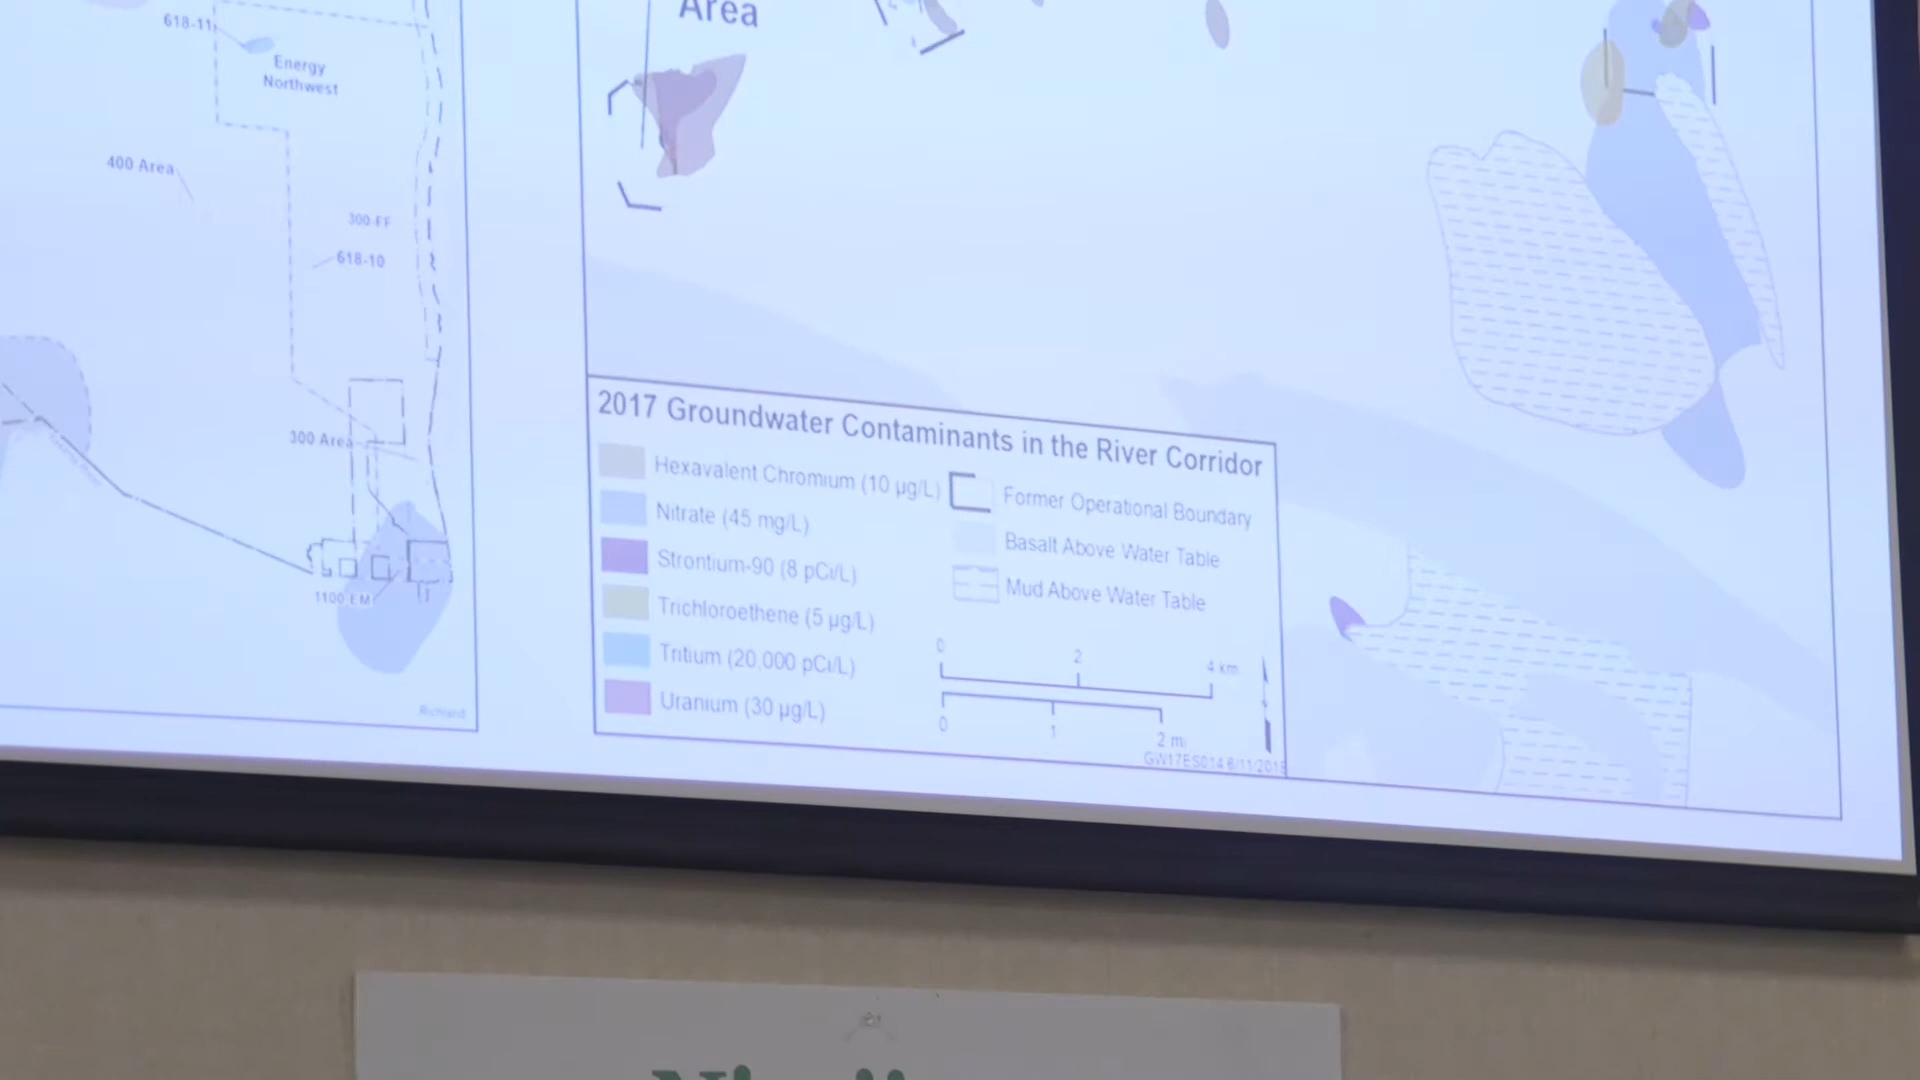 Area
618-11
Energy
Northwest
400 Area
300-FF
618-10
300 Area
1100-EM
Richland
2017 Groundwater Contaminants in the River Corridor
Hexavalent Chromium (10 µg/L)
Nitrate (45 mg/L)
Strontium-90 (8 pCi/L)
Trichloroethene (5 µg/L)
Tritium (20,000 pCi/L)
Uranium (30 µg/L)
Former Operational Boundary
Basalt Above Water Table
Mud Above Water Table
0 2 4 km
0 1 2 mi